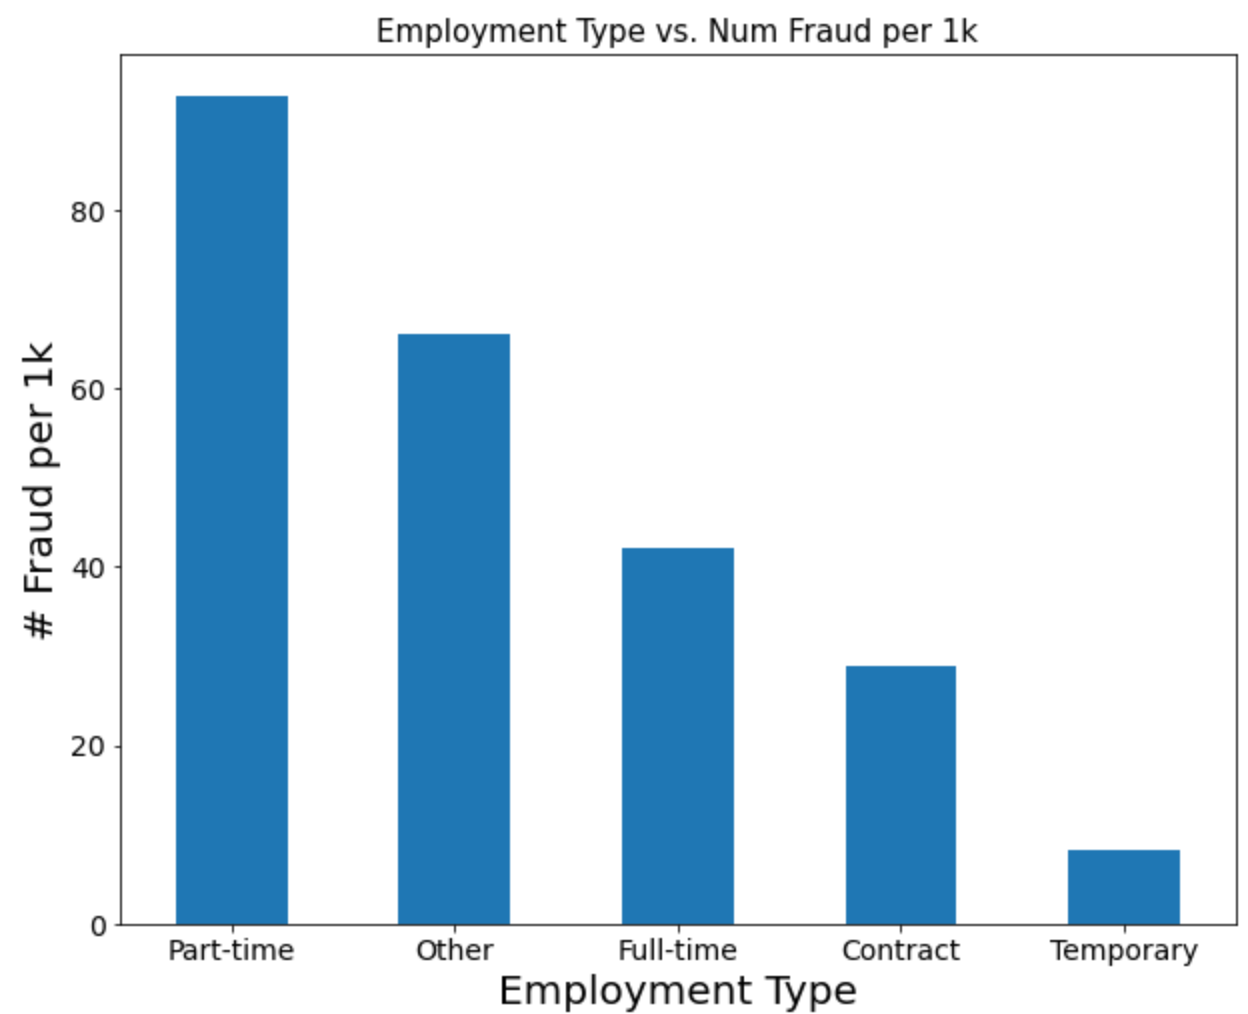 Employment Type vs. Num Fraud per 1k
# Fraud per 1k
80
60
40
20
0
Part-time Other Full-time Contract Temporary
Employment Type